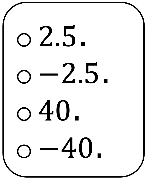 ○ 2.5.
○ −2.5.
○ 40.
○ −40.